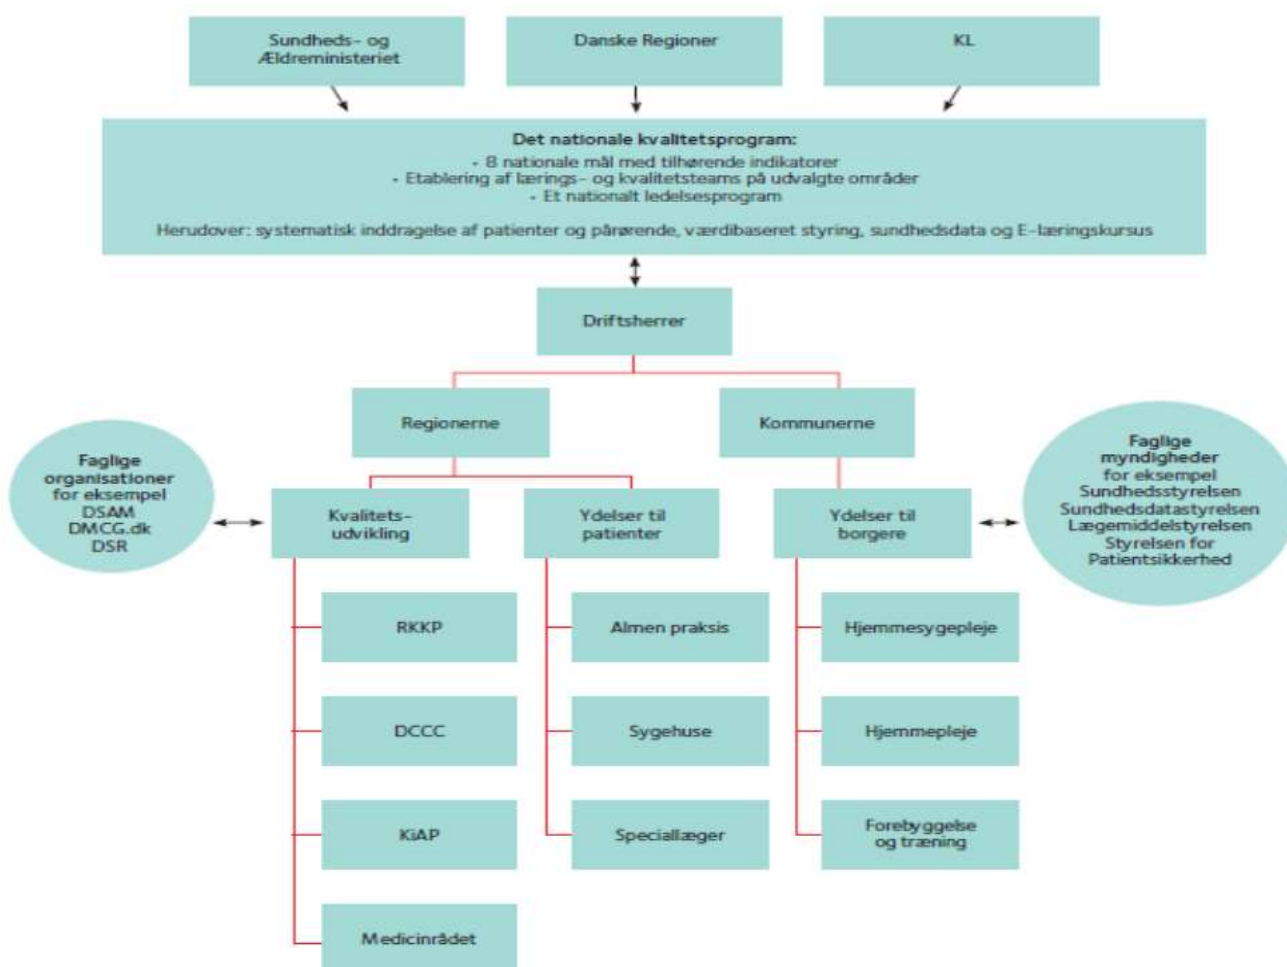 Sundheds- og
Ældreministeriet
Danske Regioner
KL
Det nationale kvalitetsprogram:
- 8 nationale mål med tilhørende indikatorer
- Etablering af lærings- og kvalitetsteams på udvalgte områder
- Et nationalt ledelsesprogram
Herudover: systematisk inddragelse af patienter og pårørende, værdibaseret styring, sundhedsdata og E-læringskursus
Driftsherrer
Regionerne
Kommunerne
Faglige
organisationer
for eksempel
DSAM
DMCG.dk
DSR
Kvalitets-
udvikling
Ydelser til
patienter
Ydelser til
borgere
Faglige
myndigheder
for eksempel
Sundhedsstyrelsen
Sundhedsdatastyrelsen
Lægemiddelstyrelsen
Styrelsen for
Patientsikkerhed
RKKP
Almen praksis
Hjemmesygepleje
DCCC
Sygehuse
Hjemmepleje
KiAP
Speciallæger
Forebyggelse
og træning
Medicinrådet